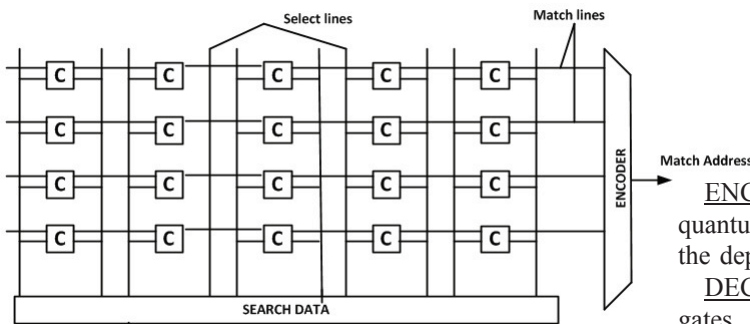 Select lines
Match lines
C C C C C
C C C C C
C C C C C
C C C C C
ENCODER
Match Address
SEARCH DATA
ENC
quantu
the dep
DEC
gates